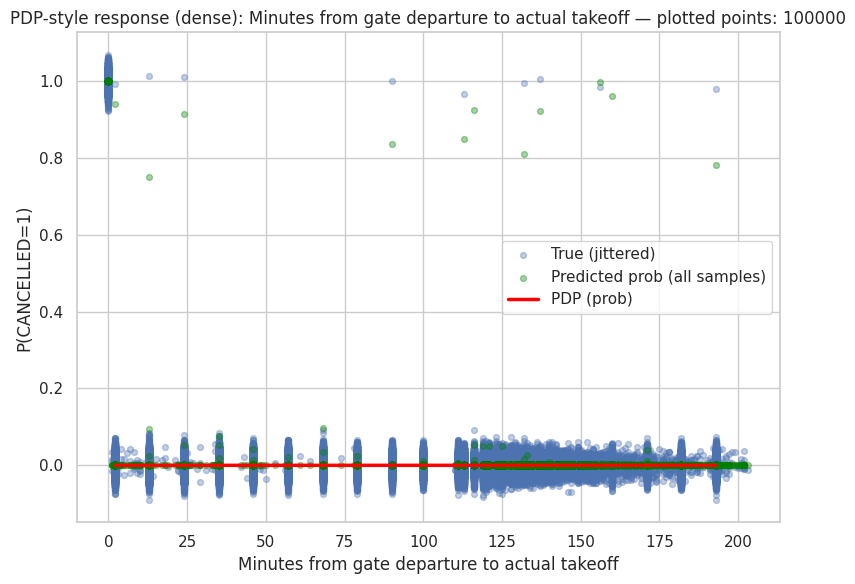 PDP-style response (dense): Minutes from gate departure to actual takeoff — plotted points: 100000
P(CANCELLED=1)
1.0
0.8
0.6
0.4
0.2
0.0
True (jittered)
Predicted prob (all samples)
PDP (prob)
0 25 50 75 100 125 150 175 200
Minutes from gate departure to actual takeoff